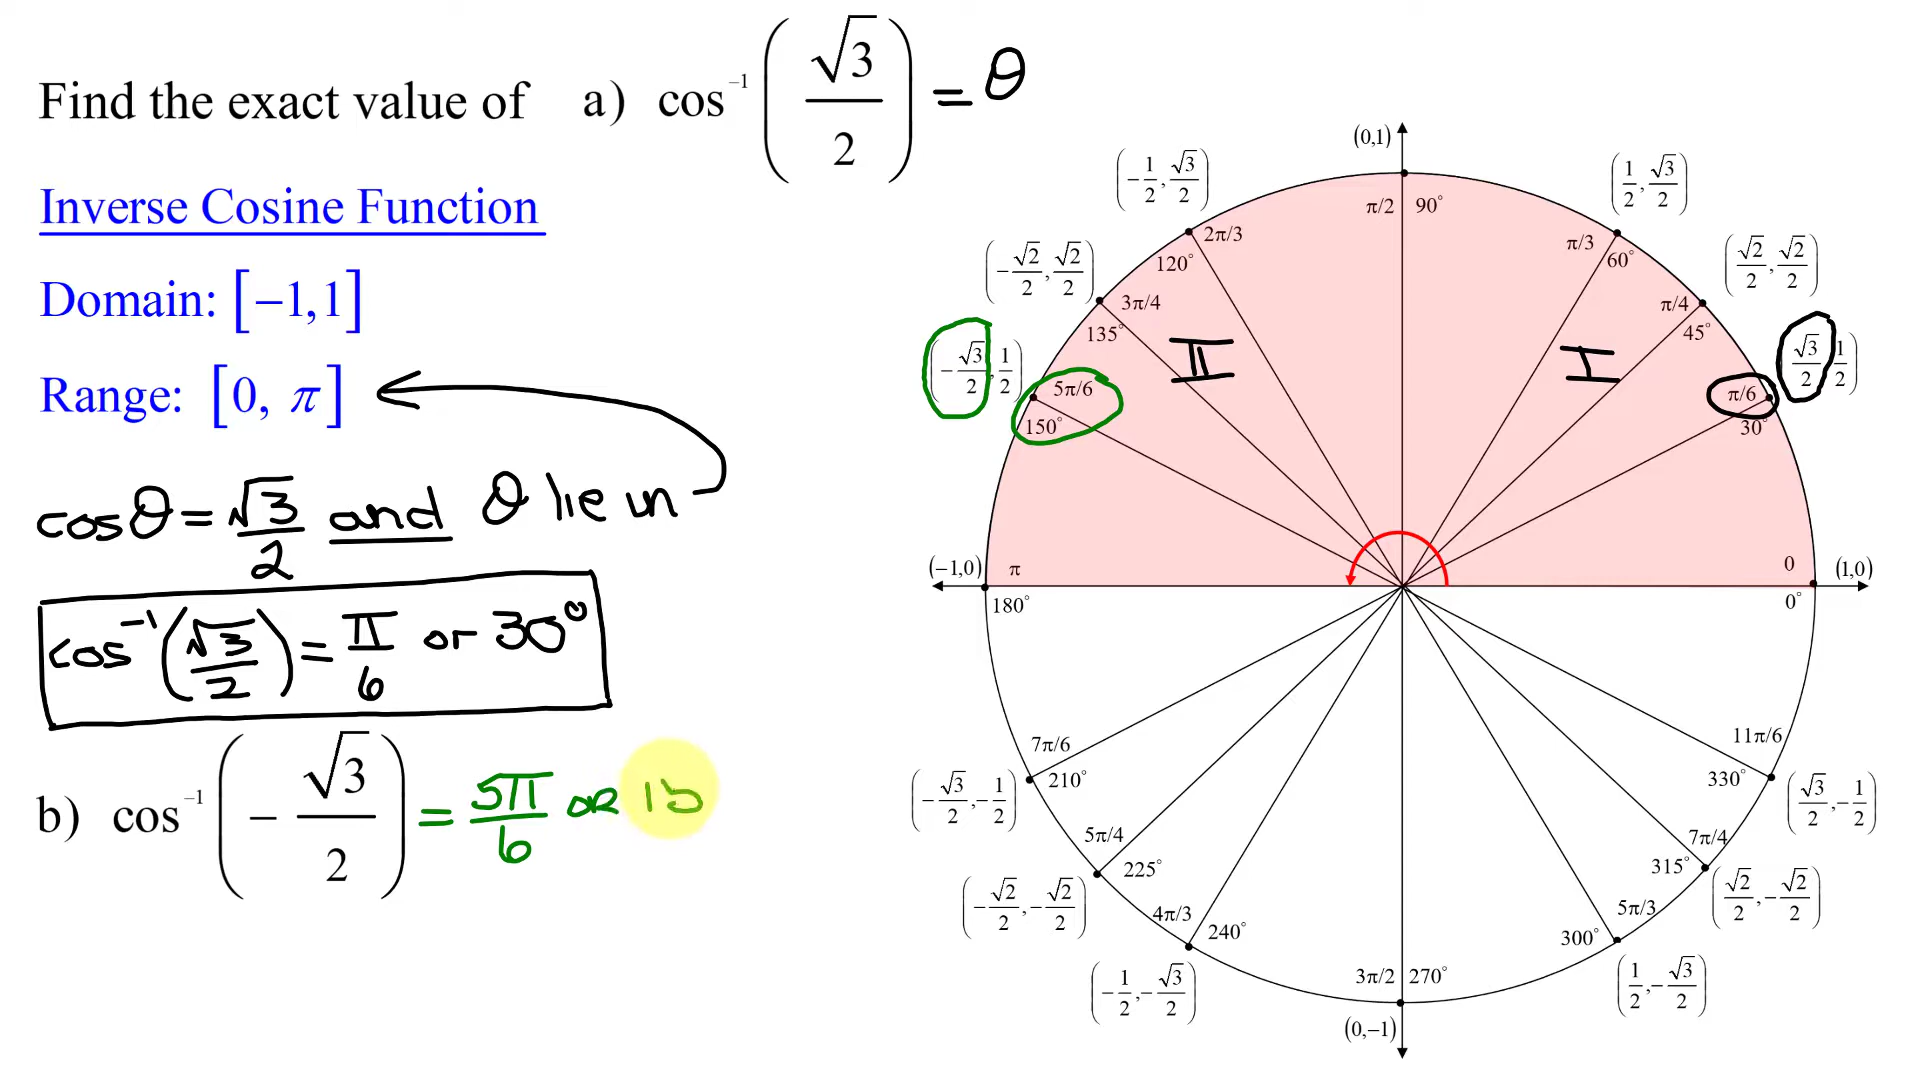 Find the exact value of a) cos⁻¹(√3/2) = θ
Inverse Cosine Function
Domain: [−1,1]
Range: [0, π]
cosθ = √3/2 and θ lie in
cos⁻¹(√3/2) = π/6 or 30°
b) cos⁻¹(−√3/2) = 5π/6 OR 15
(0,1)
(−1/2, √3/2)
(1/2, √3/2)
π/2 90°
2π/3
120°
π/3
60°
(−√2/2, √2/2)
(√2/2, √2/2)
3π/4
135°
π/4
45°
II
I
(−√3/2, 1/2)
(√3/2, 1/2)
5π/6
150°
π/6
30°
(−1,0) π
180°
0 (1,0)
0°
7π/6
210°
11π/6
330°
(−√3/2, −1/2)
(√3/2, −1/2)
5π/4
225°
7π/4
315°
(−√2/2, −√2/2)
(√2/2, −√2/2)
4π/3
240°
5π/3
300°
(−1/2, −√3/2)
(1/2, −√3/2)
3π/2 270°
(0,−1)